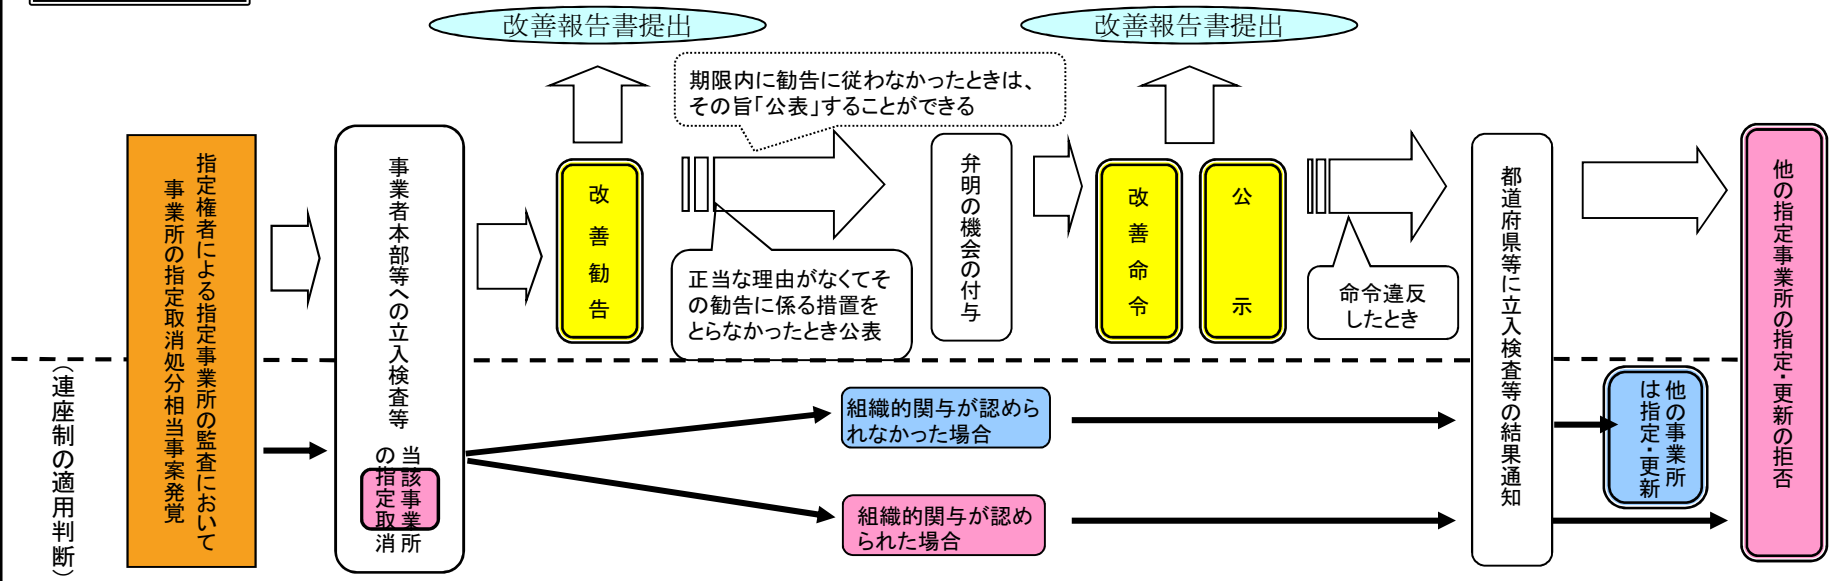 改善報告書提出
改善報告書提出
期限内に勧告に従わなかったときは、
その旨「公表」することができる
指定権者による指定事業所の監査において
事業所の指定取消処分相当事案発覚
事業者本部等への立入検査等
当該事業所
の指定取消
改善勧告
正当な理由がなくてそ
の勧告に係る措置を
とらなかったとき公表
弁明の機会の付与
改善命令
公示
命令違反
したとき
都道府県等に立入検査等の結果通知
他の指定事業所の指定・更新の拒否
（連座制の適用判断）
組織的関与が認めら
れなかった場合
組織的関与が認め
られた場合
他の事業所
は指定・更新